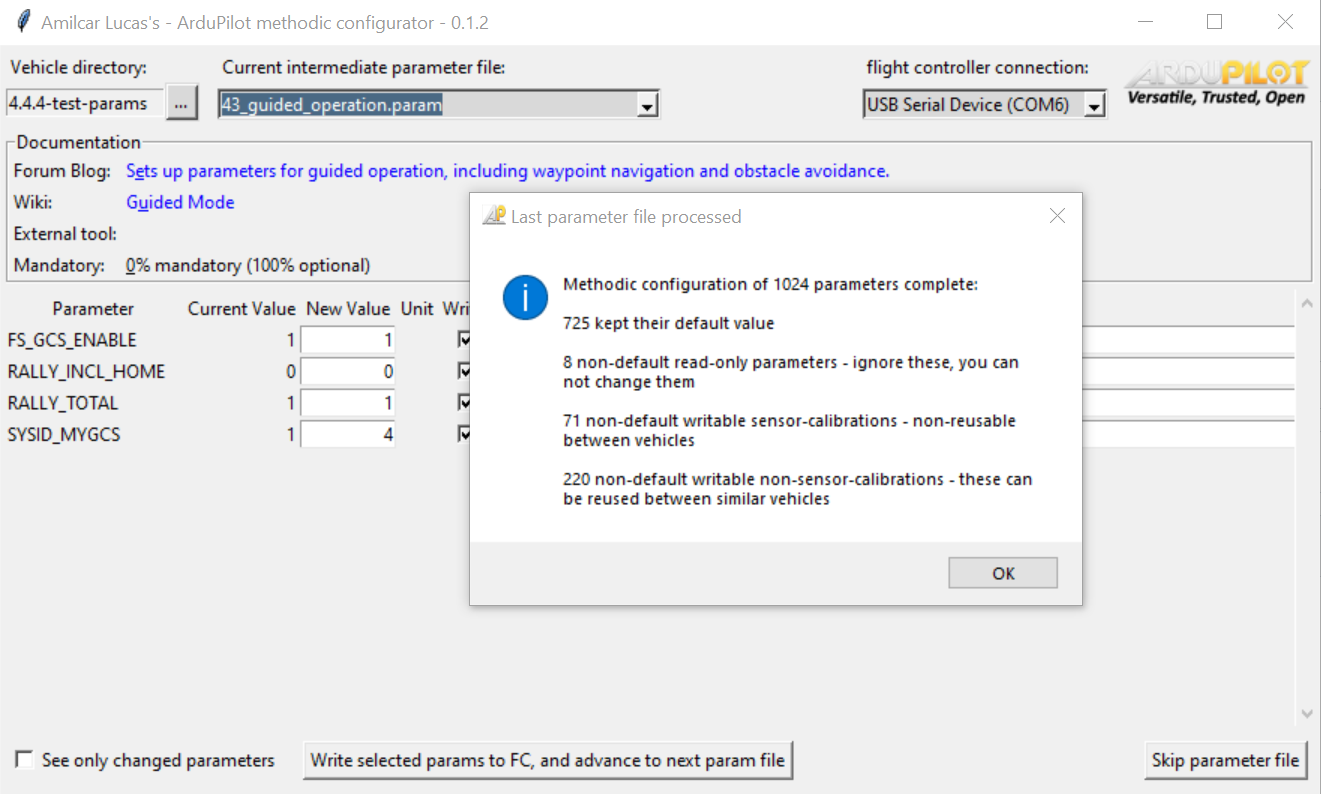 Amilcar Lucas's - ArduPilot methodic configurator - 0.1.2
Vehicle directory:
Current intermediate parameter file:
flight controller connection:
ARDUPILOT
Versatile, Trusted, Open
4.4.4-test-params
...
43_guided_operation.param
USB Serial Device (COM6)
Documentation
Forum Blog: Sets up parameters for guided operation, including waypoint navigation and obstacle avoidance.
Wiki: Guided Mode
External tool:
Mandatory: 0% mandatory (100% optional)
Parameter Current Value New Value Unit
FS_GCS_ENABLE 1 1
RALLY_INCL_HOME 0 0
RALLY_TOTAL 1 1
SYSID_MYGCS 1 4
AP Last parameter file processed
i
Methodic configuration of 1024 parameters complete:
725 kept their default value
8 non-default read-only parameters - ignore these, you can
not change them
71 non-default writable sensor-calibrations - non-reusable
between vehicles
220 non-default writable non-sensor-calibrations - these can
be reused between similar vehicles
OK
See only changed parameters
Write selected params to FC, and advance to next param file
Skip parameter file